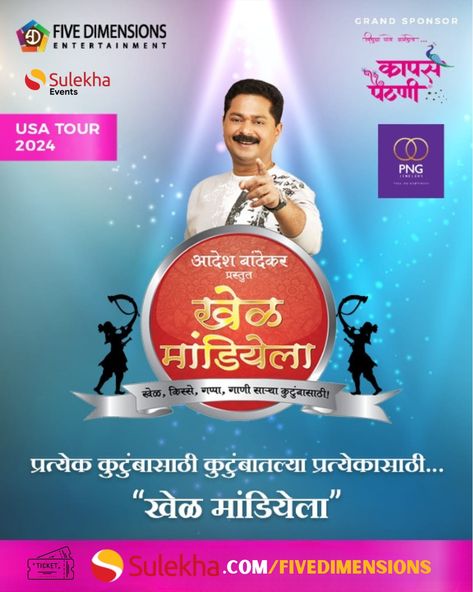 FIVE DIMENSIONS
ENTERTAINMENT
GRAND SPONSOR
Sulekha
Events
कापसे
पैठणी
USA TOUR
2024
PNG
JEWELERS
आदेश बांदेकर
प्रस्तुत
खेळ
मांडियेला
खेळ, किस्से, गप्पा, गाणी साऱ्या कुटुंबासाठी!
प्रत्येक कुटुंबासाठी कुटुंबातल्या प्रत्येकासाठी...
“खेळ मांडियेला”
TICKET
Sulekha.COM/FIVEDIMENSIONS